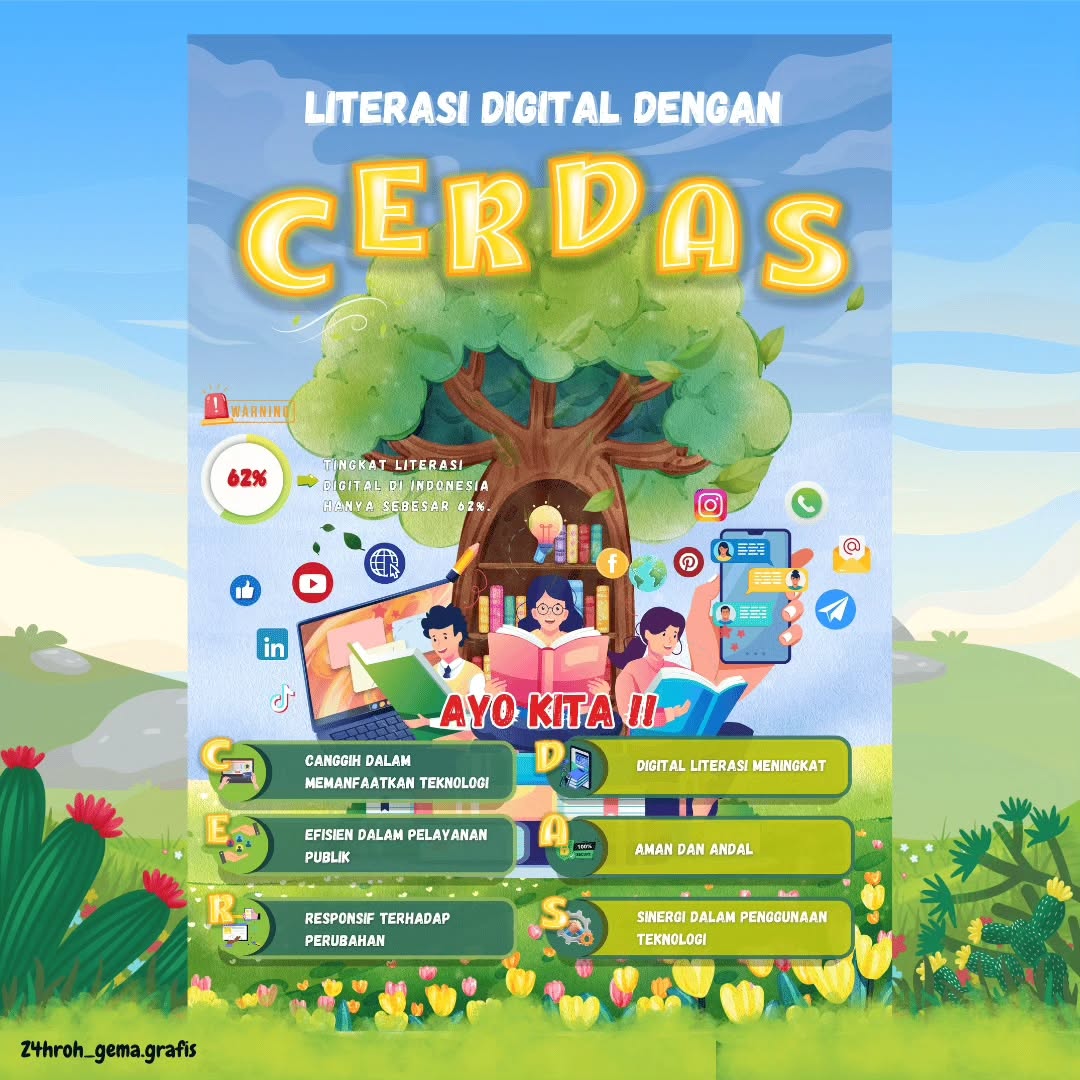 LITERASI DIGITAL DENGAN
CERDAS
WARNING
62%
TINGKAT LITERASI
DIGITAL DI INDONESIA
HANYA SEBESAR 62%.
AYO KITA !!
C
CANGGIH DALAM
MEMANFAATKAN TEKNOLOGI
E
EFISIEN DALAM PELAYANAN
PUBLIK
R
RESPONSIF TERHADAP
PERUBAHAN
D
DIGITAL LITERASI MENINGKAT
A
100%
AMAN DAN ANDAL
S
SINERGI DALAM PENGGUNAAN
TEKNOLOGI
24hroh_gema.grafis